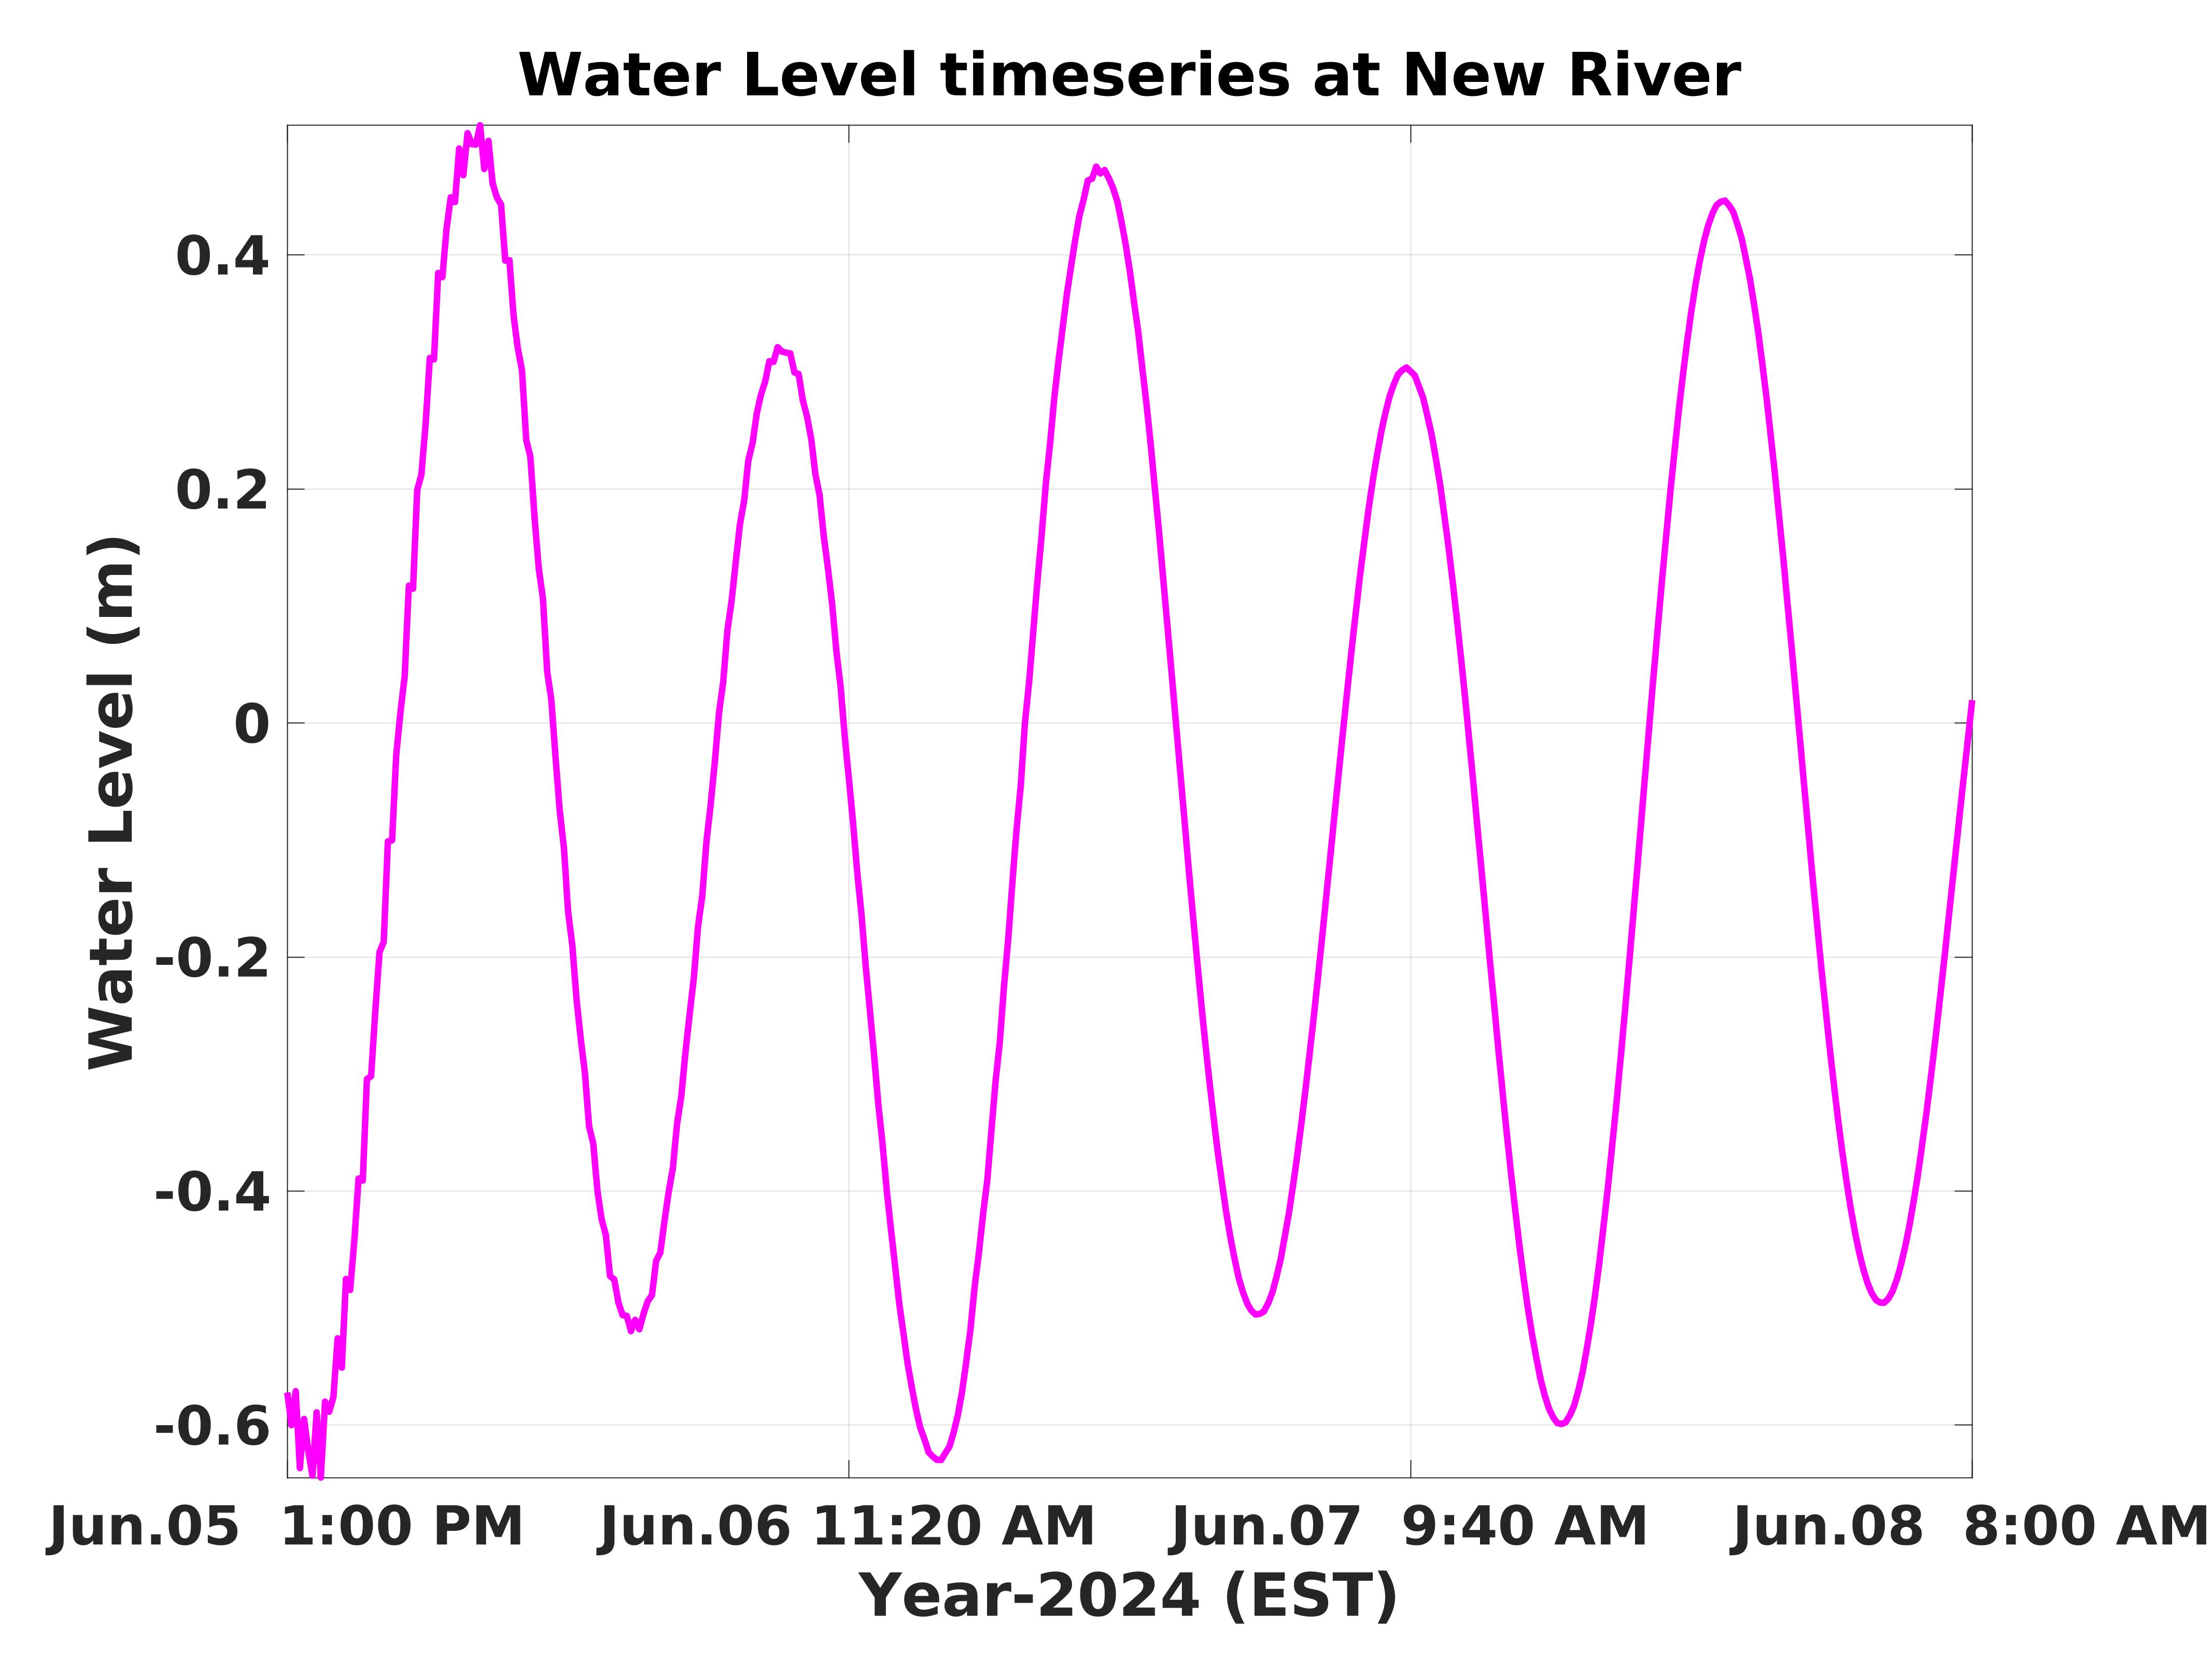 Water Level timeseries at New River
Water Level (m)
0.4
0.2
0
-0.2
-0.4
-0.6
Jun.05 1:00 PM Jun.06 11:20 AM Jun.07 9:40 AM Jun.08 8:00 AM
Year-2024 (EST)